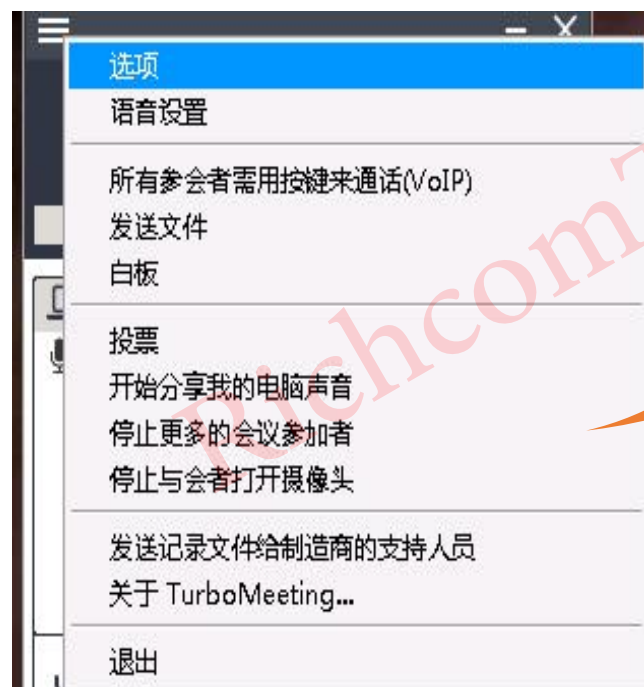 选项
语音设置
所有参会者需用按键来通话(VoIP)
发送文件
白板
投票
开始分享我的电脑声音
停止更多的会议参加者
停止与会者打开摄像头
发送记录文件给制造商的支持人员
关于 TurboMeeting...
退出
Richcom